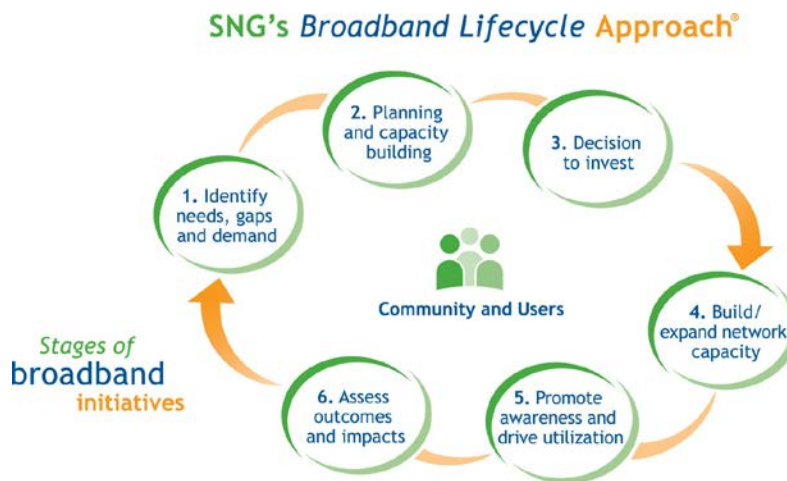 SNG's Broadband Lifecycle Approach®
2. Planning
and capacity
building
3. Decision
to invest
1. Identify
needs, gaps
and demand
Community and Users
4. Build/
expand network
capacity
Stages of
broadband
initiatives
6. Assess
outcomes
and impacts
5. Promote
awareness and
drive utilization